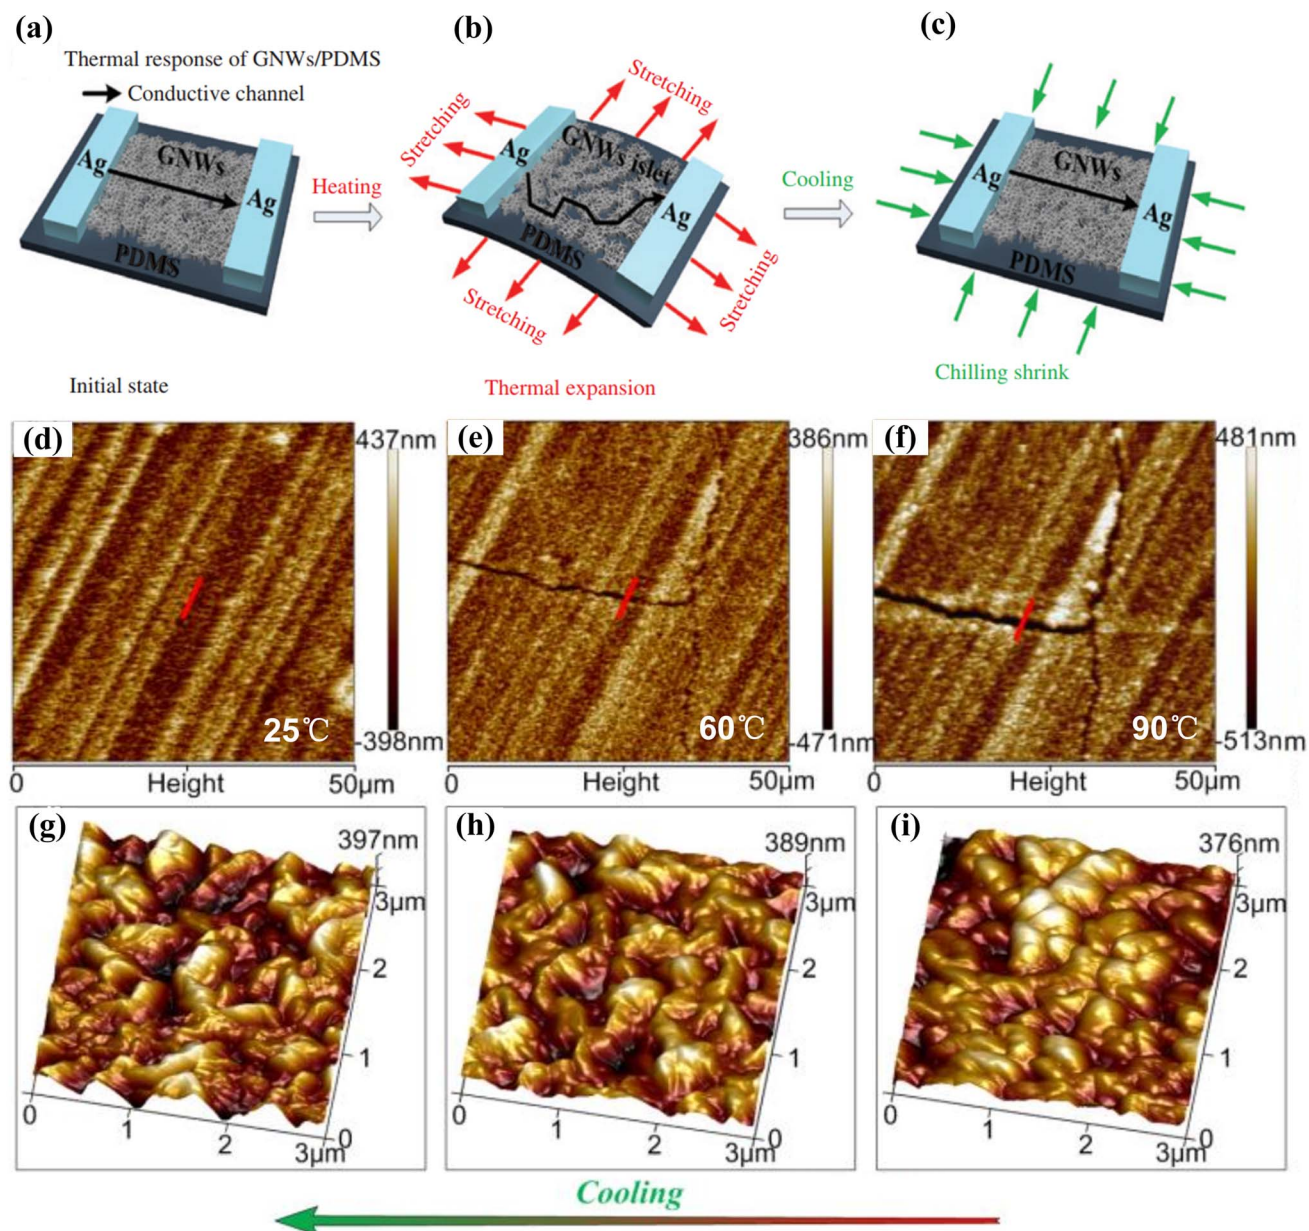 (a)
(b)
(c)
Thermal response of GNWs/PDMS
Conductive channel
Ag
GNWs
Ag
PDMS
Heating
Stretching
Stretching
Ag
GNWs islet
Ag
PDMS
Stretching
Stretching
Cooling
Ag
GNWs
Ag
PDMS
Initial state
Thermal expansion
Chilling shrink
(d)
437nm
25℃
-398nm
0
Height
50µm
(e)
386nm
60℃
-471nm
0
Height
50µm
(f)
481nm
90℃
-513nm
0
Height
50µm
(g)
397nm
3µm
2
1
0
0
1
2
3µm
(h)
389nm
3µm
2
1
0
0
1
2
3µm
(i)
376nm
3µm
2
1
0
0
1
2
3µm
Cooling